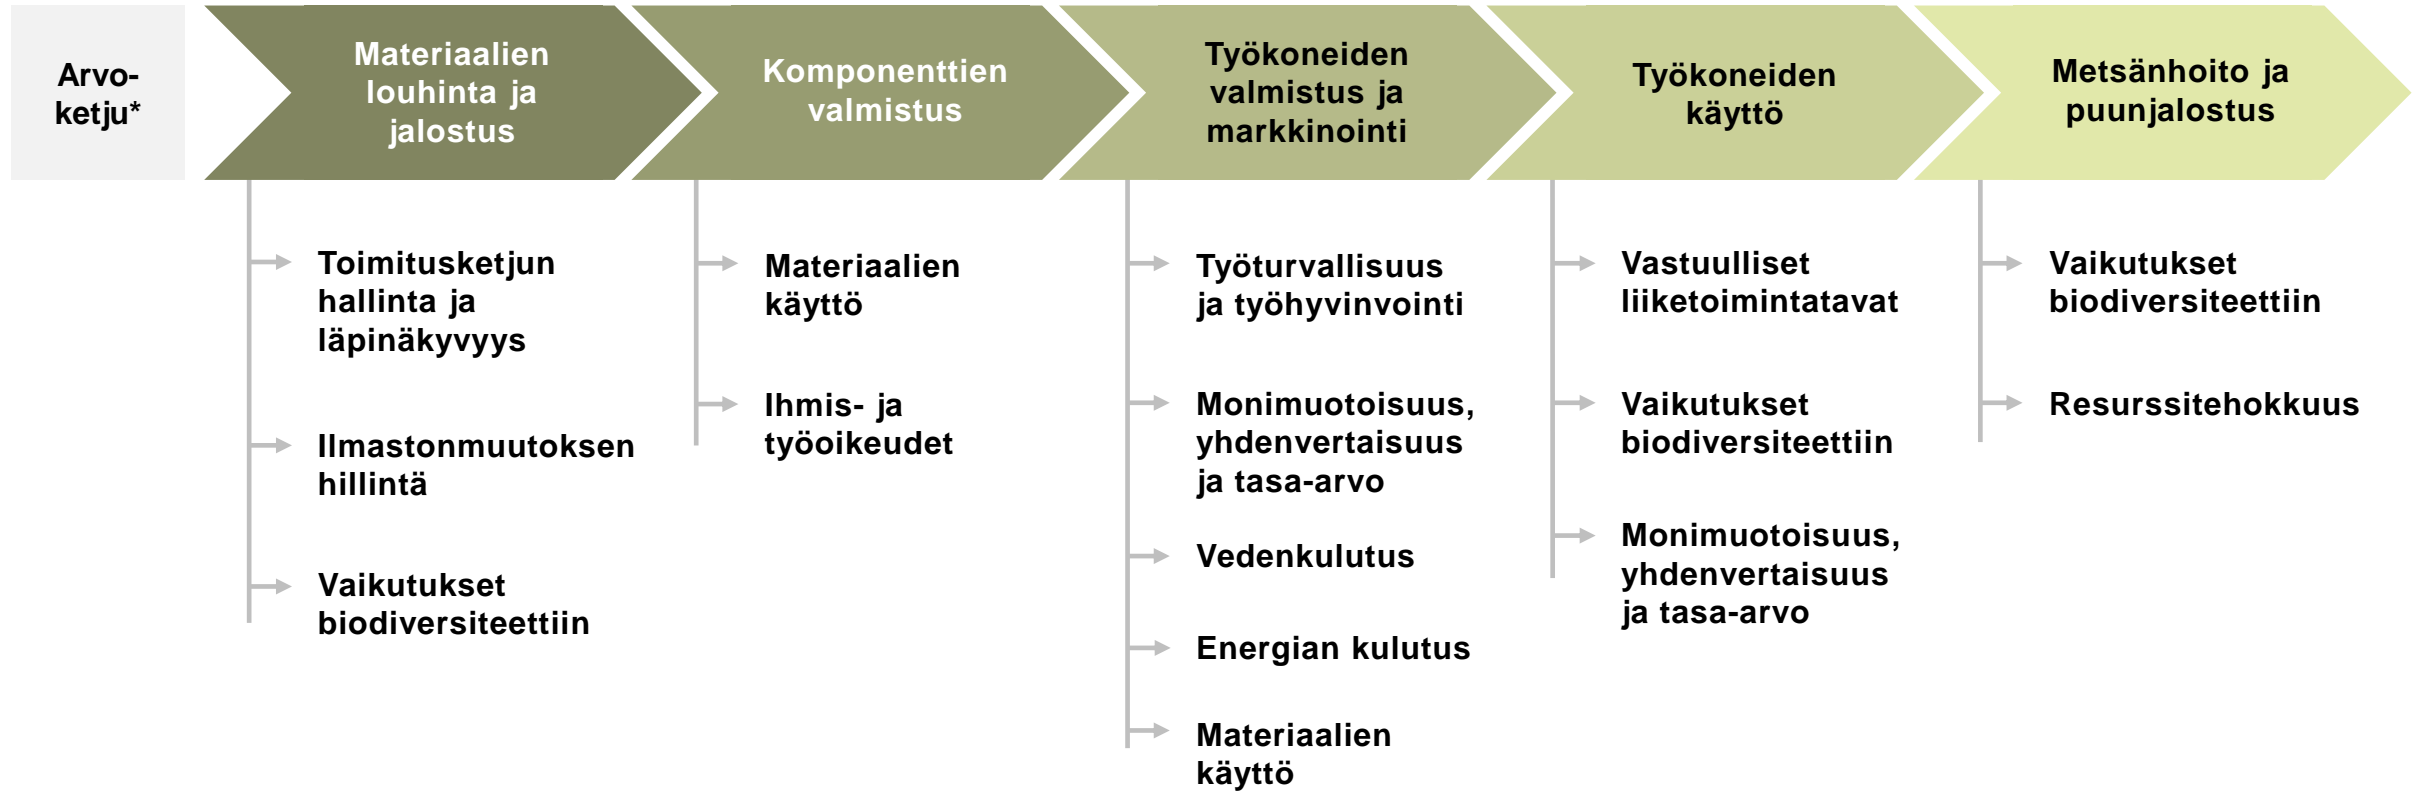 Arvo-
ketju*
Materiaalien
louhinta ja
jalostus
Komponenttien
valmistus
Työkoneiden
valmistus ja
markkinointi
Työkoneiden
käyttö
Metsänhoito ja
puunjalostus
Toimitusketjun
hallinta ja
läpinäkyvyys
Ilmastonmuutoksen
hillintä
Vaikutukset
biodiversiteettiin
Materiaalien
käyttö
Ihmis- ja
työoikeudet
Työturvallisuus
ja työhyvinvointi
Monimuotoisuus,
yhdenvertaisuus
ja tasa-arvo
Vedenkulutus
Energian kulutus
Materiaalien
käyttö
Vastuulliset
liiketoimintatavat
Vaikutukset
biodiversiteettiin
Monimuotoisuus,
yhdenvertaisuus
ja tasa-arvo
Vaikutukset
biodiversiteettiin
Resurssitehokkuus